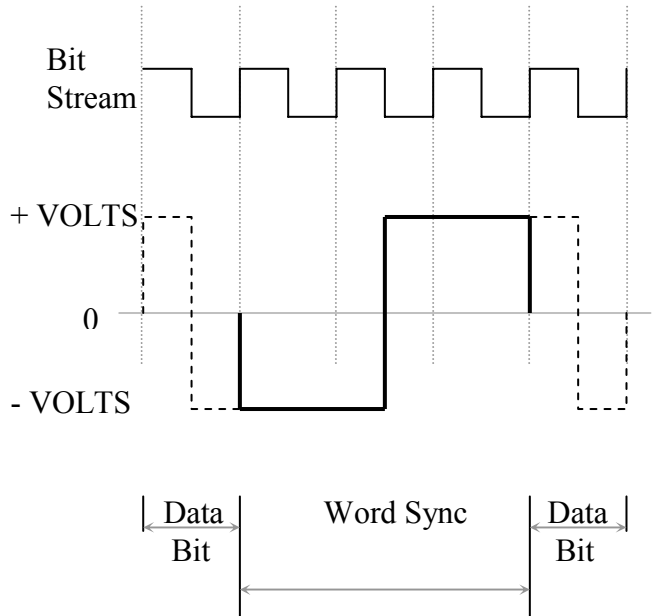 Bit
Stream
+ VOLTS
0
- VOLTS
Data
Bit
Word Sync
Data
Bit